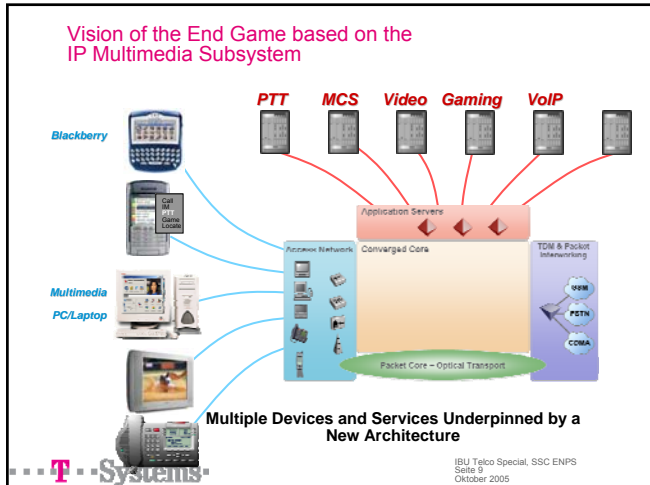 Vision of the End Game based on the
IP Multimedia Subsystem
PTT MCS Video Gaming VoIP
Blackberry
Call
IM
PTT
Game
Locate
Application Servers
Access Network
Converged Core
TDM & Packet
Interworking
GSM
PSTN
CDMA
Multimedia
PC/Laptop
Packet Core – Optical Transport
Multiple Devices and Services Underpinned by a
New Architecture
T Systems
IBU Telco Special, SSC ENPS
Seite 9
Oktober 2005